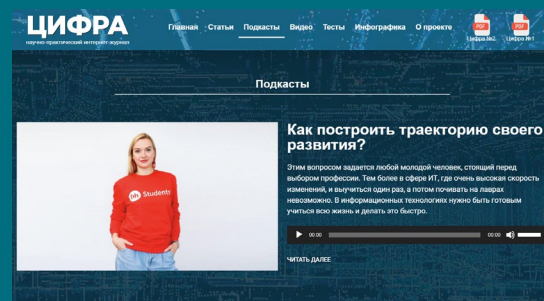 ЦИФРА
научно-практический интернет-журнал
Главная Статьи Подкасты Видео Тесты Инфографика О проекте
PDF PDF
Цифра №2 Цифра №1
Подкасты
hh Students
Как построить траекторию своего
развития?
Этим вопросом задается любой молодой человек, стоящий перед
выбором профессии. Тем более в сфере ИТ, где очень высокая скорость
изменений, и выучиться один раз, а потом почивать на лаврах
невозможно. В информационных технологиях нужно быть готовым
учиться всю жизнь и делать это быстро.
00:00 00:00
ЧИТАТЬ ДАЛЕЕ